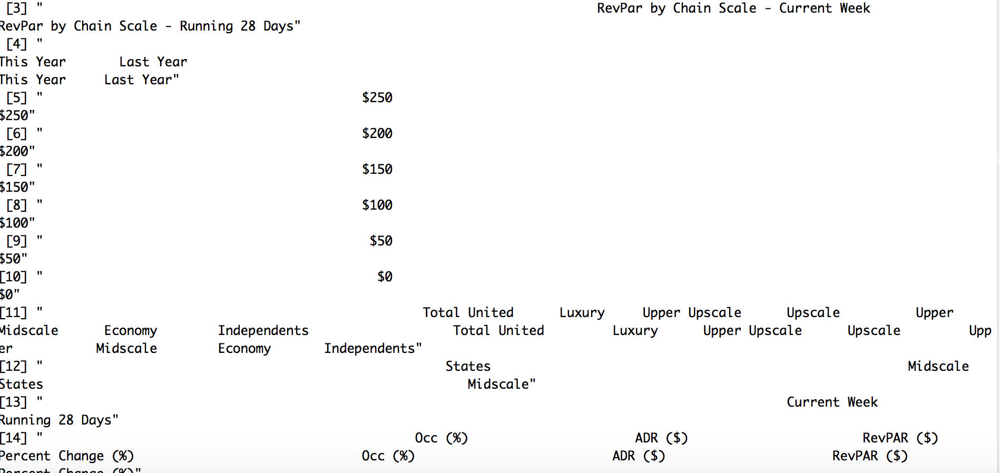 [3] " RevPar by Chain Scale - Current Week
RevPar by Chain Scale - Running 28 Days"
[4] "
This Year Last Year
This Year Last Year"
[5] " $250
$250"
[6] " $200
$200"
[7] " $150
$150"
[8] " $100
$100"
[9] " $50
$50"
[10] " $0
$0"
[11] " Total United Luxury Upper Upscale Upscale Upper
Midscale Economy Independents Total United Luxury Upper Upscale Upscale Upp
er Midscale Economy Independents"
[12] " States Midscale
States Midscale"
[13] " Current Week
Running 28 Days"
[14] " Occ (%) ADR ($) RevPAR ($)
Percent Change (%) Occ (%) ADR ($) RevPAR ($)
Percent Change (%)"